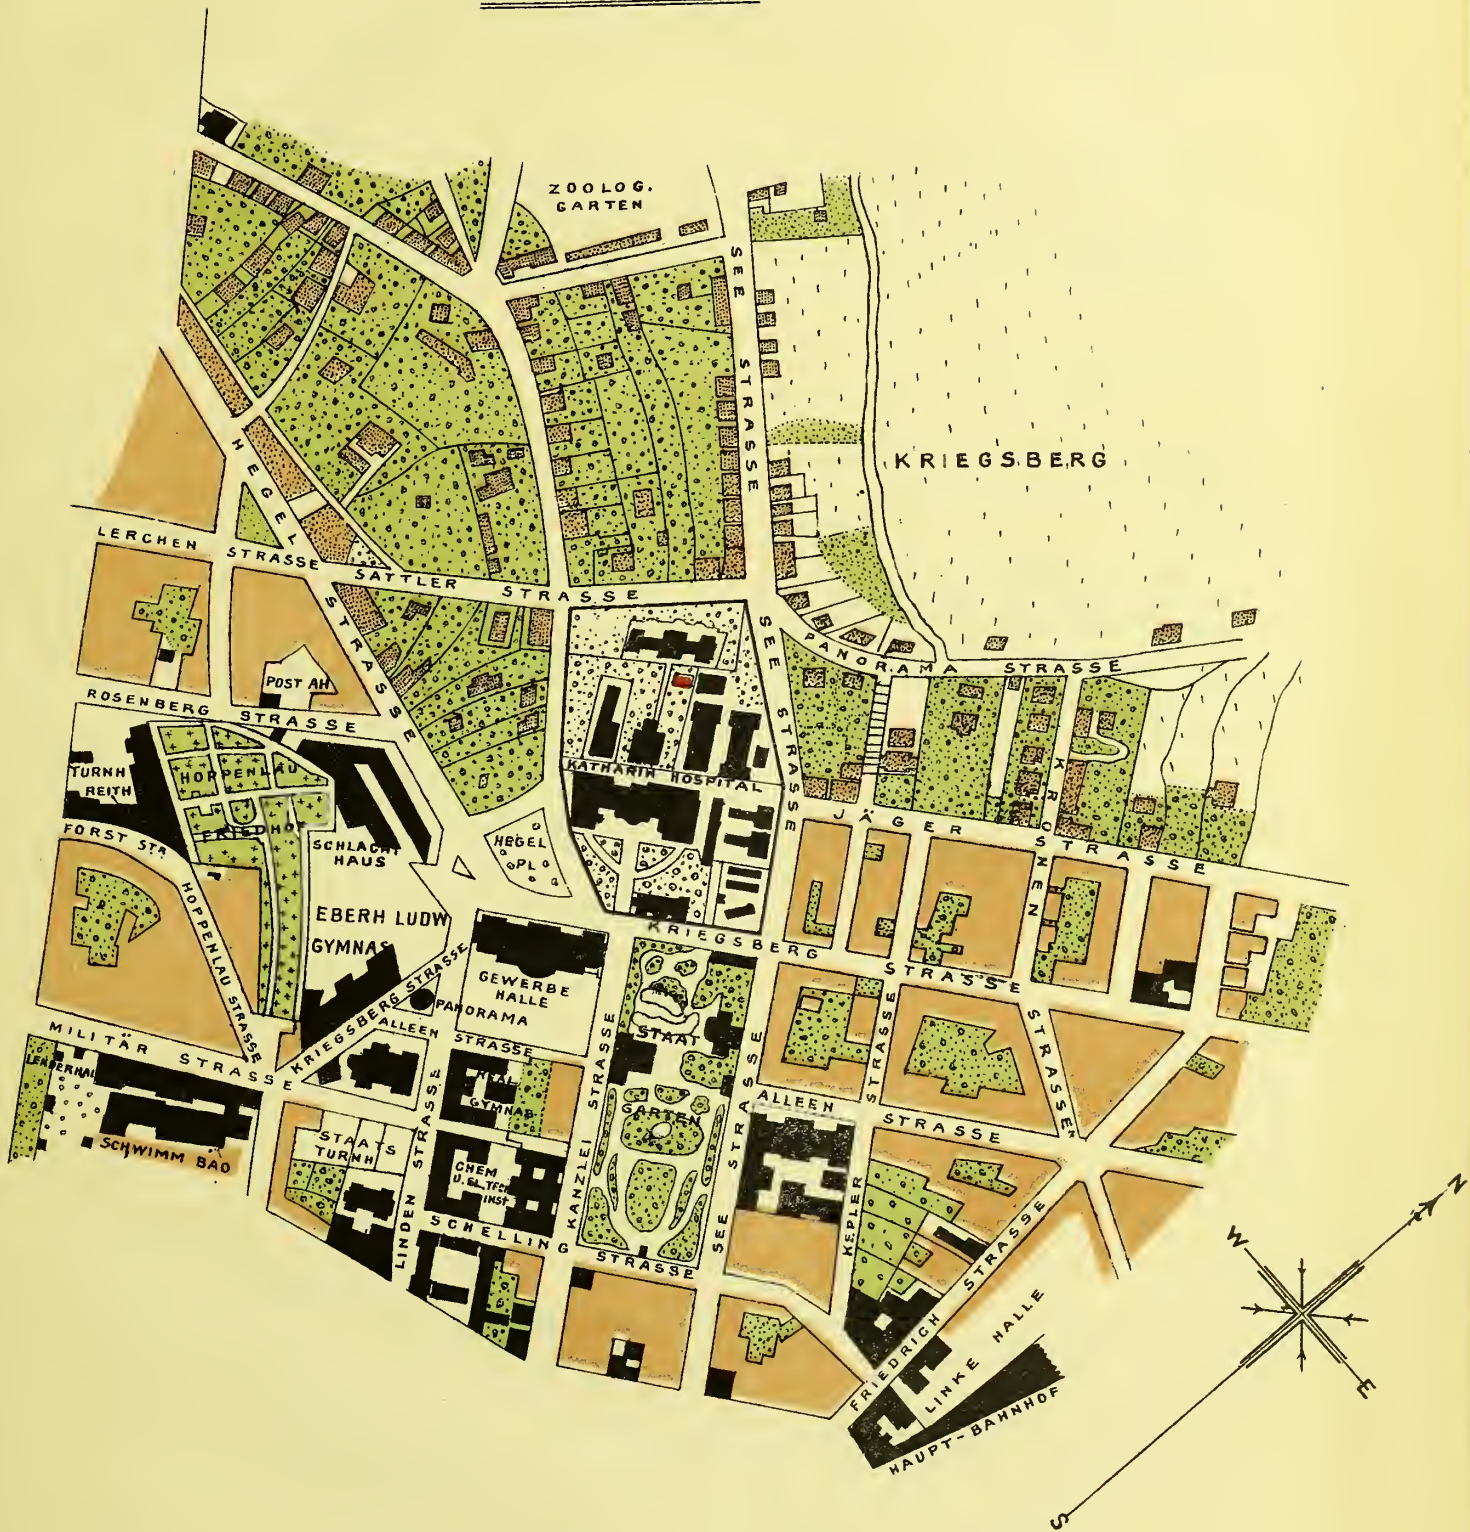 ZOOLOG.
GARTEN
SEE STRASSE
KRIEGSBERG
HEGEL STRASSE
LERCHEN STRASSE
SATTLER STRASSE
SEE STRASSE
PANORAMA STRASSE
POST AH
ROSENBERG STRASSE
TURNH
REITH
HOPPENLAU
FRIEDHOF
KATHARIN HOSPITAL
KRONEN STRASSE
JÄGER STRASSE
FORST STR.
SCHLACHT
HAUS
HEGEL
PL
HOPPENLAU STRASSE
EBERH LUDW
GYMNAS
KRIEGSBERG STRASSE
GEWERBE
HALLE
PANORAMA
KRIEGSBERG STRASSE
STAAT
GARTEN
MILITÄR STRASSE
ALLEEN STRASSE
REAL
GYMNAS
KANZLEI STRASSE
SEE STRASSE
ALLEEN STRASSE
KEPLER STRASSE
SCHWIMM BAD
STAATS
TURNH
LINDEN STRASSE
CHEM
U. EL. TECH
INST
SCHELLING STRASSE
FRIEDRICH STRASSE
LINKE HALLE
HAUPT-BAHNHOF
N
W
E
S